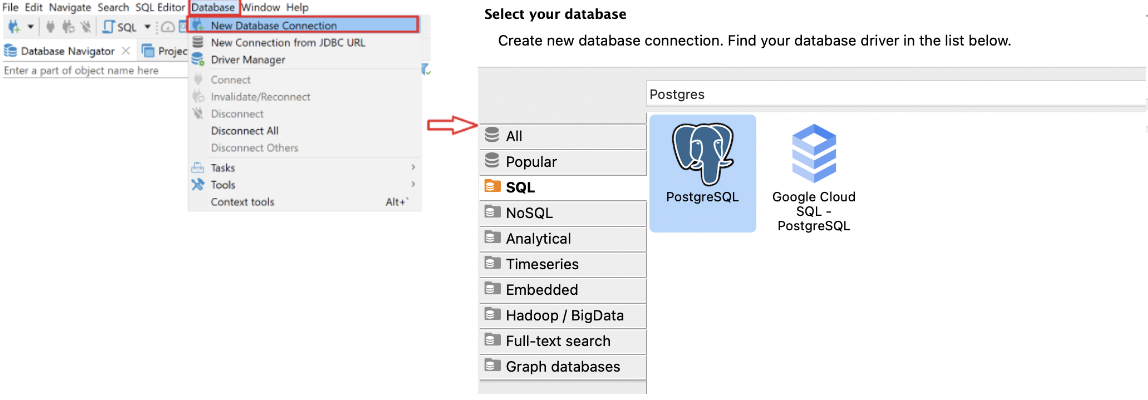 File Edit Navigate Search SQL Editor Database Window Help
SQL
Database Navigator Projec
Enter a part of object name here
New Database Connection
New Connection from JDBC URL
Driver Manager
Connect
Invalidate/Reconnect
Disconnect
Disconnect All
Disconnect Others
Tasks
Tools
Context tools Alt+`
Select your database
Create new database connection. Find your database driver in the list below.
Postgres
All
Popular
SQL
NoSQL
Analytical
Timeseries
Embedded
Hadoop / BigData
Full-text search
Graph databases
PostgreSQL
Google Cloud
SQL -
PostgreSQL